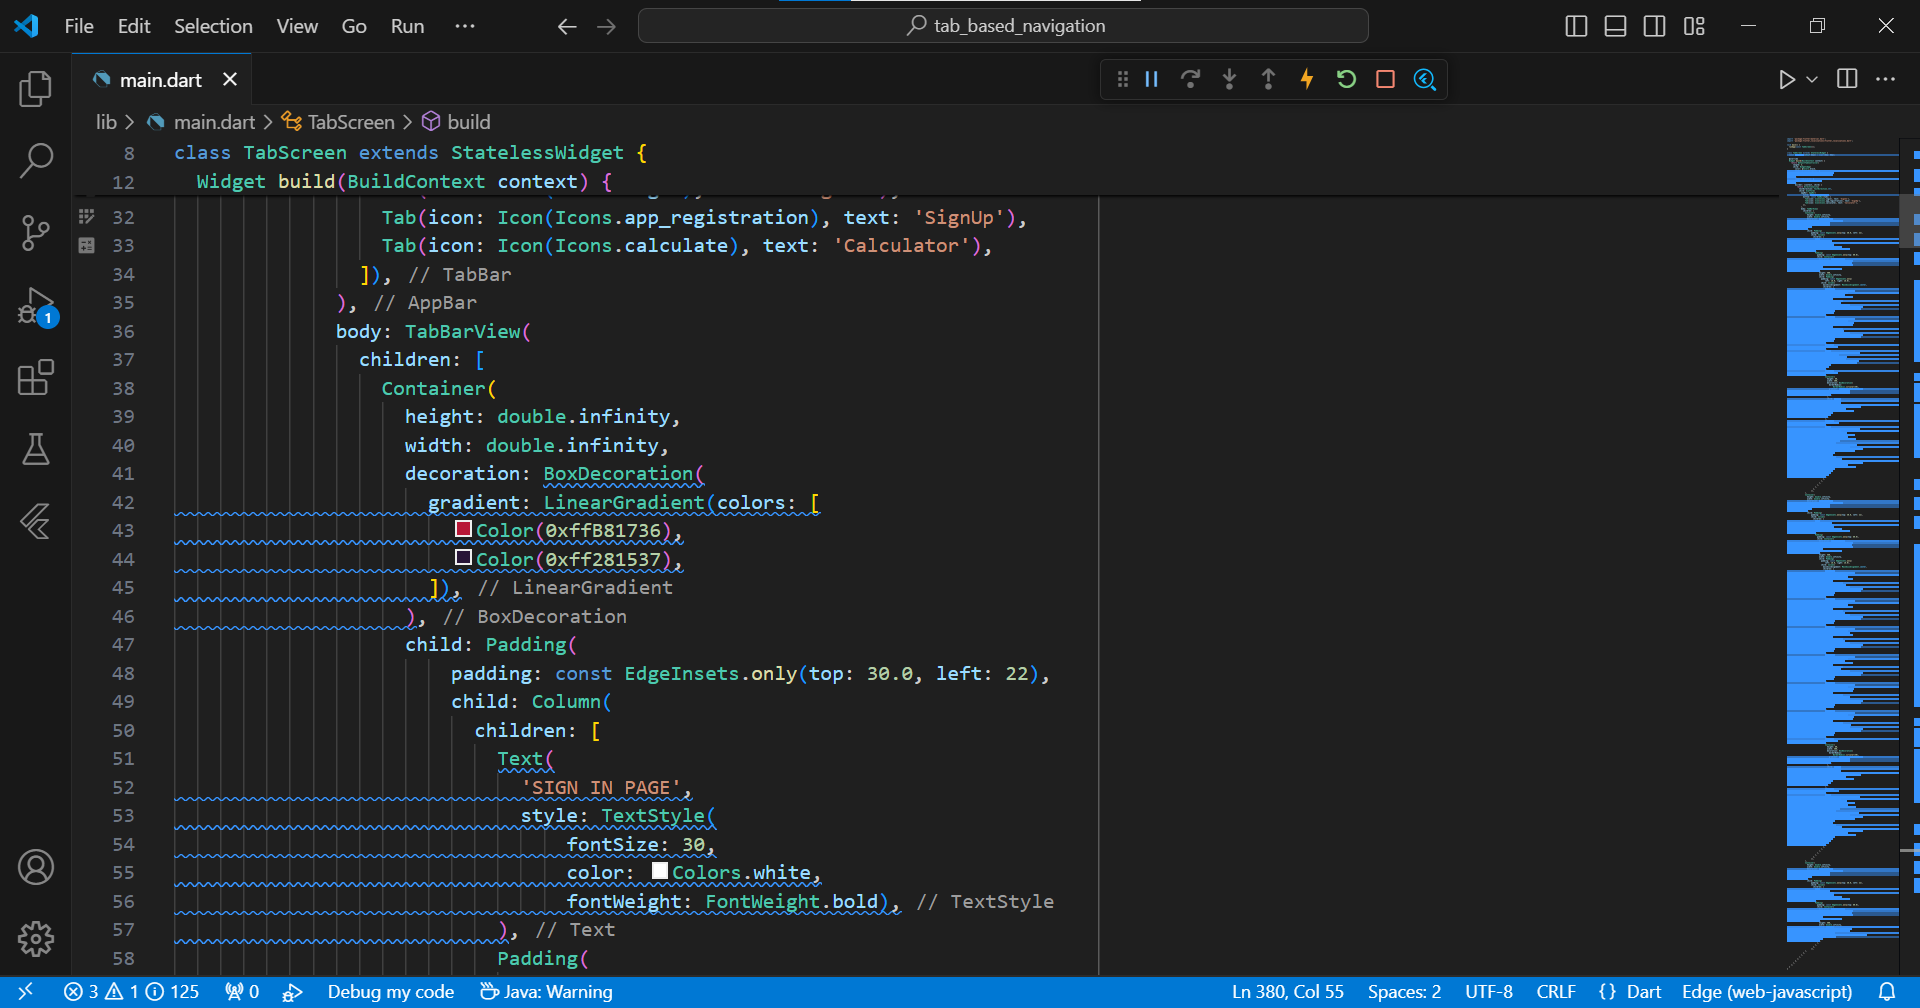 File Edit Selection View Go Run ··· tab_based_navigation
main.dart
lib > main.dart > TabScreen > build
8 class TabScreen extends StatelessWidget {
12 Widget build(BuildContext context) {
32 Tab(icon: Icon(Icons.app_registration), text: 'SignUp'),
33 Tab(icon: Icon(Icons.calculate), text: 'Calculator'),
34 ]), // TabBar
35 ), // AppBar
36 body: TabBarView(
37 children: [
38 Container(
39 height: double.infinity,
40 width: double.infinity,
41 decoration: BoxDecoration(
42 gradient: LinearGradient(colors: [
43 Color(0xffB81736),
44 Color(0xff281537),
45 ]), // LinearGradient
46 ), // BoxDecoration
47 child: Padding(
48 padding: const EdgeInsets.only(top: 30.0, left: 22),
49 child: Column(
50 children: [
51 Text(
52 'SIGN IN PAGE',
53 style: TextStyle(
54 fontSize: 30,
55 color: Colors.white,
56 fontWeight: FontWeight.bold), // TextStyle
57 ), // Text
58 Padding(
1
3 1 125 0 Debug my code Java: Warning Ln 380, Col 55 Spaces: 2 UTF-8 CRLF {} Dart Edge (web-javascript)